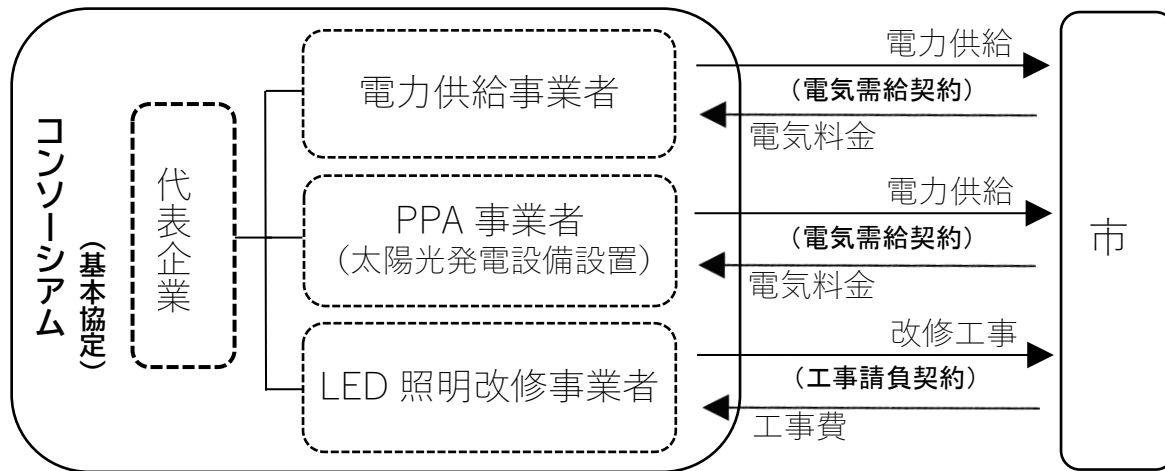 コンソーシアム
（基本協定）
代表企業
電力供給事業者
PPA 事業者
（太陽光発電設備設置）
LED 照明改修事業者
電力供給
（電気需給契約）
電気料金
電力供給
（電気需給契約）
電気料金
改修工事
（工事請負契約）
工事費
市